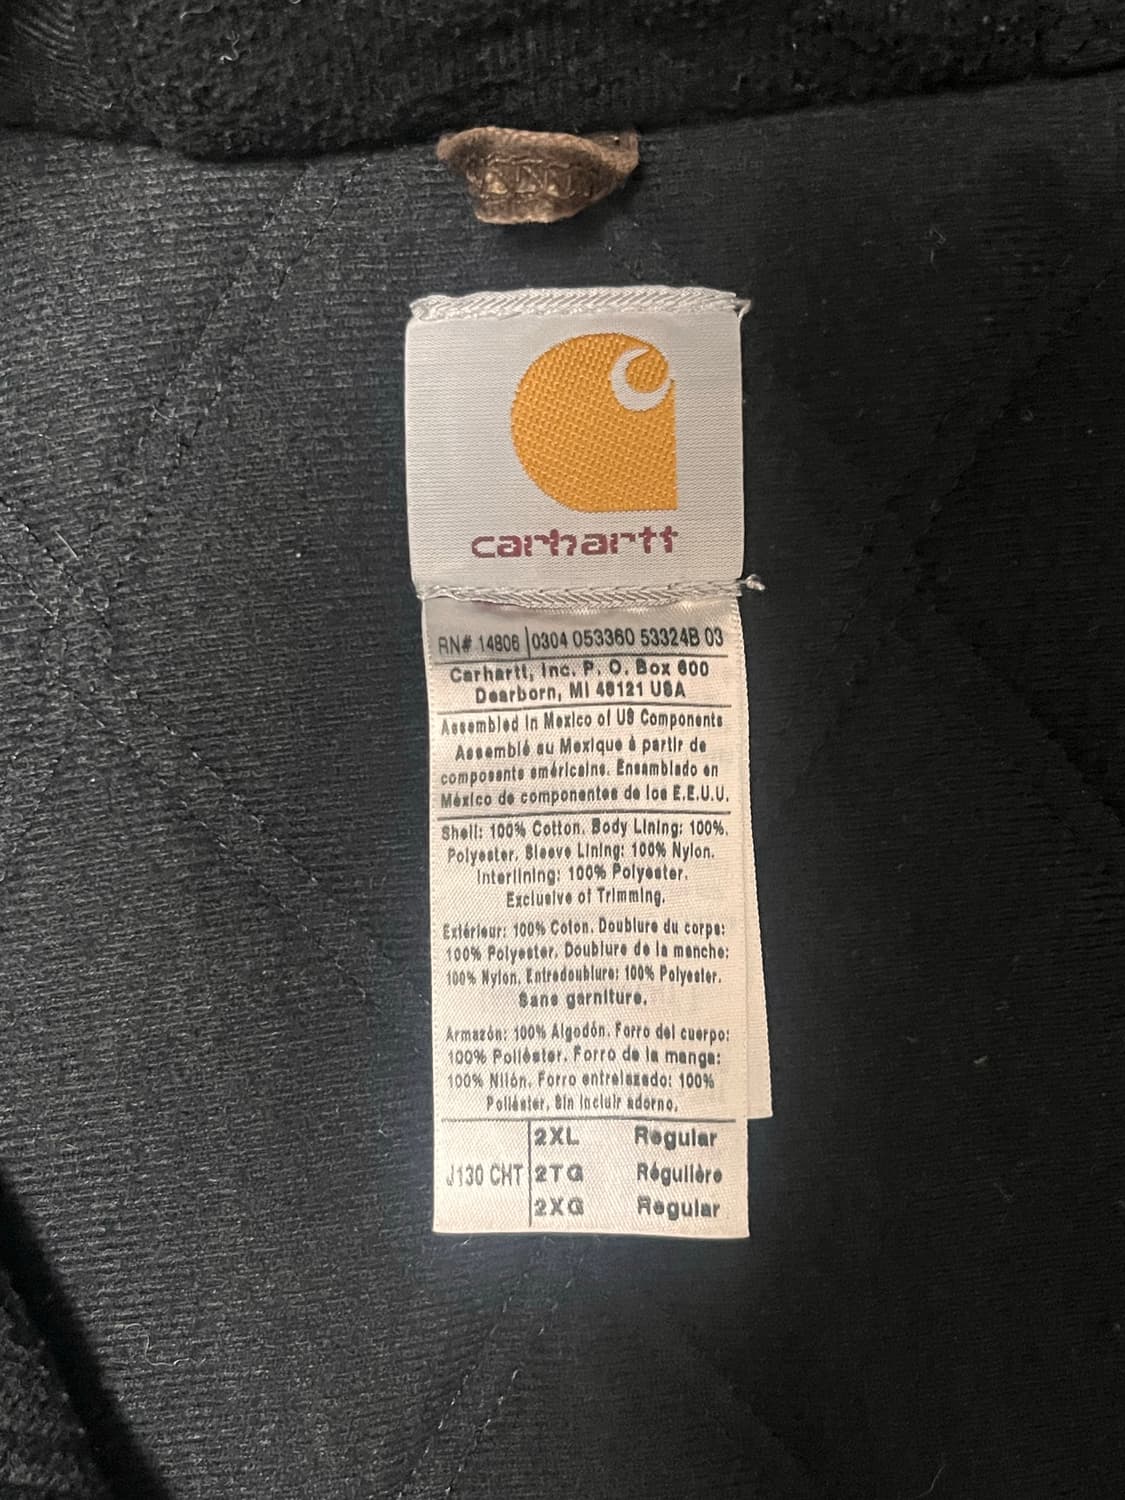 carhartt
RN# 14806 0304 053360 53324B 03
Carhartt, Inc. P. O. Box 600
Dearborn, MI 48121 USA
Assembled in Mexico of US Components
Assemblé au Mexique à partir de
composants américains. Ensamblado en
México de componentes de los E.E.U.U.
Shell: 100% Cotton. Body Lining: 100%.
Polyester. Sleeve Lining: 100% Nylon.
Interlining: 100% Polyester.
Exclusive of Trimming.
Extérieur: 100% Coton. Doublure du corps:
100% Polyester. Doublure de la manche:
100% Nylon. Entredoublure: 100% Polyester.
Sans garniture.
Armazón: 100% Algodón. Forro del cuerpo:
100% Poliéster. Forro de la manga:
100% Nilón. Forro entrelazado: 100%
Poliéster. Sin incluir adorno.
2XL Regular
J130 CHT 2TG Régulière
2XG Regular